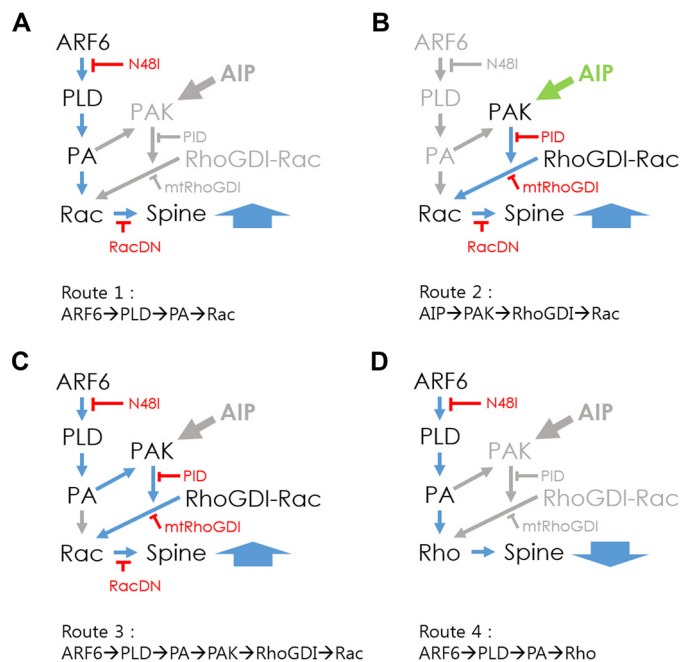 A
ARF6
N48I
PLD
AIP
PAK
PID
PA
RhoGDI-Rac
mtRhoGDI
Rac
Spine
RacDN
Route 1 :
ARF6→PLD→PA→Rac
B
ARF6
N48I
PLD
AIP
PAK
PID
PA
RhoGDI-Rac
mtRhoGDI
Rac
Spine
RacDN
Route 2 :
AIP→PAK→RhoGDI→Rac
C
ARF6
N48I
PLD
AIP
PAK
PID
PA
RhoGDI-Rac
mtRhoGDI
Rac
Spine
RacDN
Route 3 :
ARF6→PLD→PA→PAK→RhoGDI→Rac
D
ARF6
N48I
PLD
AIP
PAK
PID
PA
RhoGDI-Rac
mtRhoGDI
Rho
Spine
Route 4 :
ARF6→PLD→PA→Rho